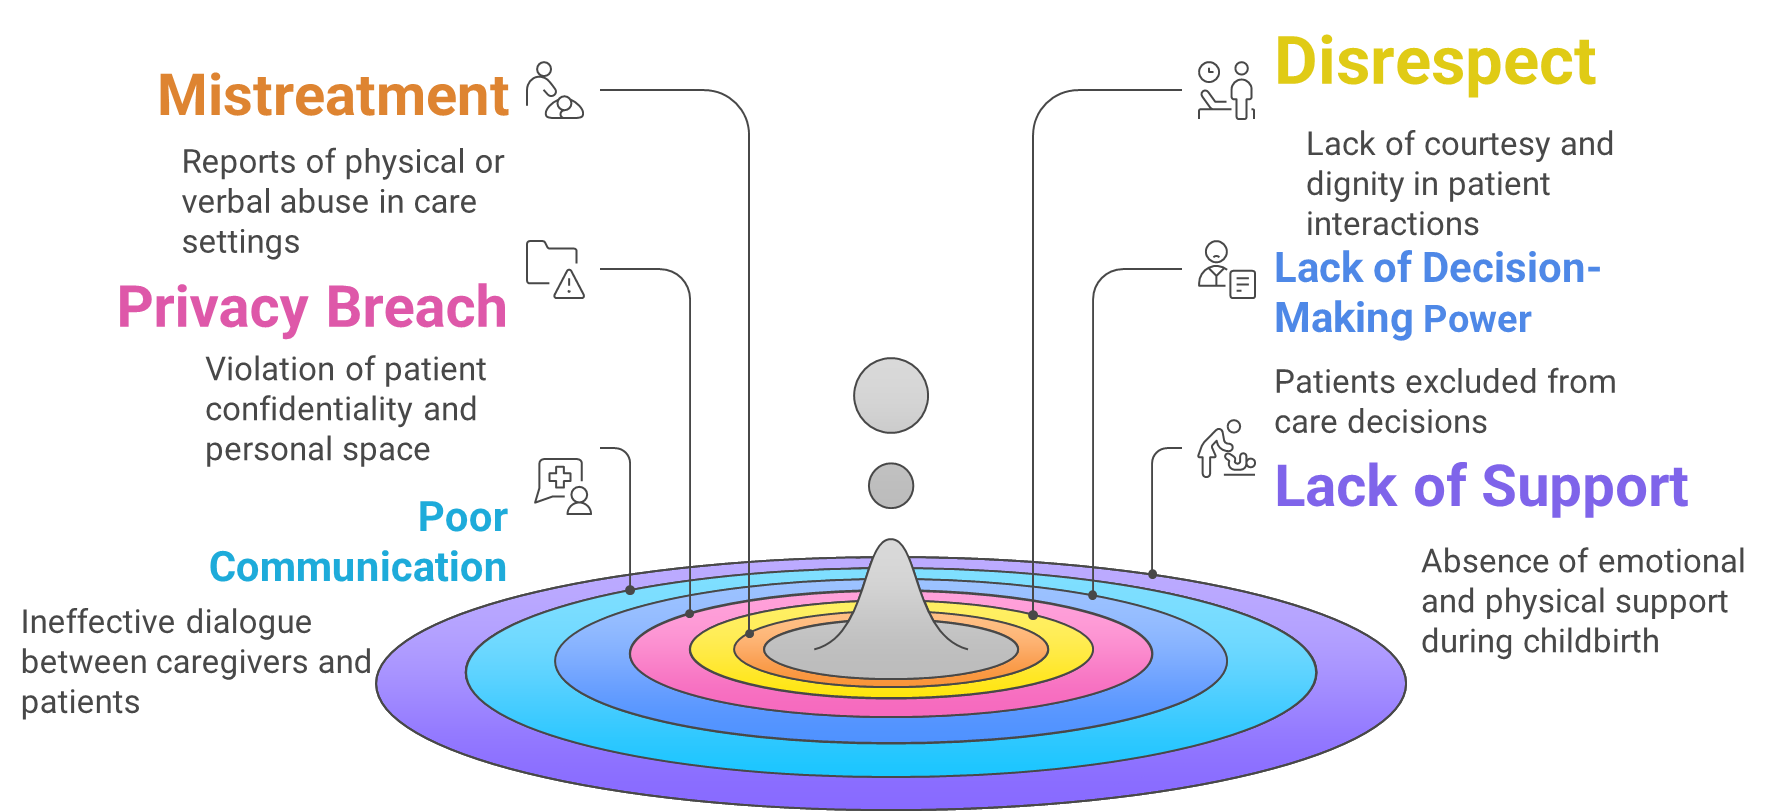 Mistreatment
Reports of physical or
verbal abuse in care
settings
Privacy Breach
Violation of patient
confidentiality and
personal space
Poor
Communication
Ineffective dialogue
between caregivers and
patients
Disrespect
Lack of courtesy and
dignity in patient
interactions
Lack of Decision-
Making Power
Patients excluded from
care decisions
Lack of Support
Absence of emotional
and physical support
during childbirth